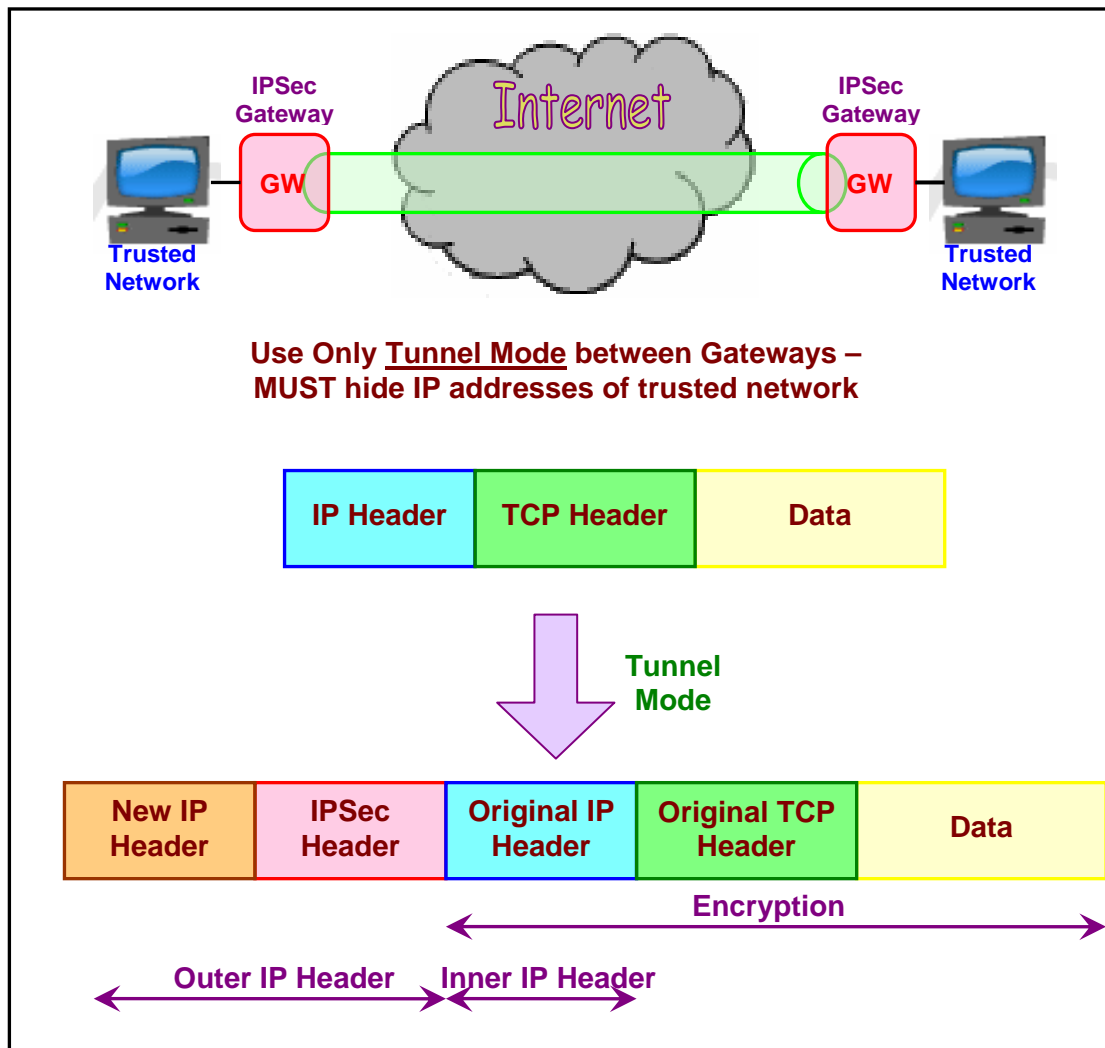 Internet
IPSec
Gateway
IPSec
Gateway
GW
GW
Trusted
Network
Trusted
Network
Use Only Tunnel Mode between Gateways –
MUST hide IP addresses of trusted network
IP Header
TCP Header
Data
Tunnel
Mode
New IP
Header
IPSec
Header
Original IP
Header
Original TCP
Header
Data
Encryption
Outer IP Header
Inner IP Header